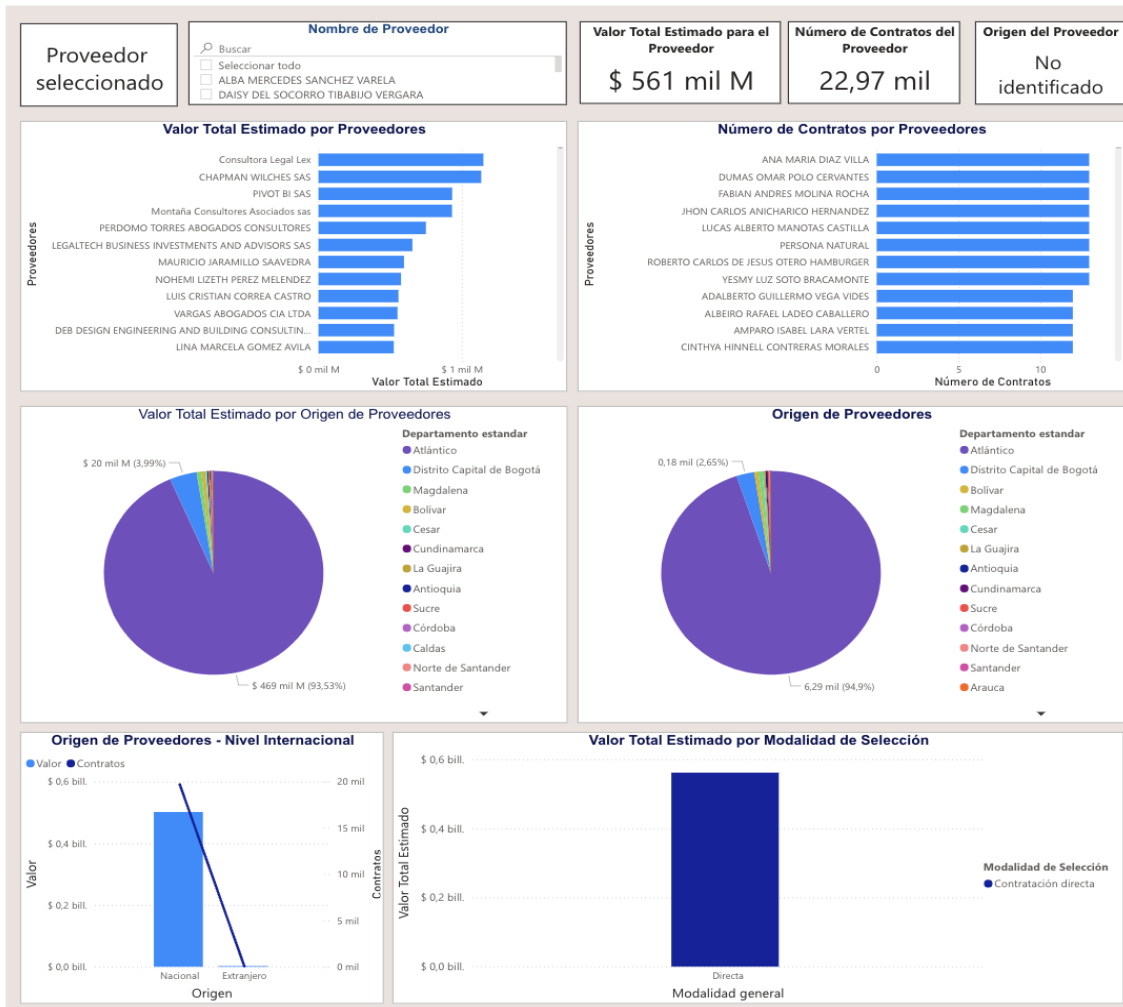 Proveedor
seleccionado
Nombre de Proveedor
Buscar
Seleccionar todo
ALBA MERCEDES SANCHEZ VARELA
DAISY DEL SOCORRO TIBABIJO VERGARA
Valor Total Estimado para el
Proveedor
$ 561 mil M
Número de Contratos del
Proveedor
22,97 mil
Origen del Proveedor
No
identificado
Valor Total Estimado por Proveedores
Proveedores
Consultora Legal Lex
CHAPMAN WILCHES SAS
PIVOT BI SAS
Montaña Consultores Asociados sas
PERDOMO TORRES ABOGADOS CONSULTORES
LEGALTECH BUSINESS INVESTMENTS AND ADVISORS SAS
MAURICIO JARAMILLO SAAVEDRA
NOHEMI LIZETH PEREZ MELENDEZ
LUIS CRISTIAN CORREA CASTRO
VARGAS ABOGADOS CIA LTDA
DEB DESIGN ENGINEERING AND BUILDING CONSULTIN...
LINA MARCELA GOMEZ AVILA
$ 0 mil M $ 1 mil M
Valor Total Estimado
Número de Contratos por Proveedores
Proveedores
ANA MARIA DIAZ VILLA
DUMAS OMAR POLO CERVANTES
FABIAN ANDRES MOLINA ROCHA
JHON CARLOS ANICHARICO HERNANDEZ
LUCAS ALBERTO MANOTAS CASTILLA
PERSONA NATURAL
ROBERTO CARLOS DE JESUS OTERO HAMBURGER
YESMY LUZ SOTO BRACAMONTE
ADALBERTO GUILLERMO VEGA VIDES
ALBEIRO RAFAEL LADEO CABALLERO
AMPARO ISABEL LARA VERTEL
CINTHYA HINNELL CONTRERAS MORALES
0 5 10
Número de Contratos
Valor Total Estimado por Origen de Proveedores
$ 20 mil M (3,99%)
$ 469 mil M (93,53%)
Departamento estandar
Atlántico
Distrito Capital de Bogotá
Magdalena
Bolívar
Cesar
Cundinamarca
La Guajira
Antioquia
Sucre
Córdoba
Caldas
Norte de Santander
Santander
Origen de Proveedores
0,18 mil (2,65%)
6,29 mil (94,9%)
Departamento estandar
Atlántico
Distrito Capital de Bogotá
Bolívar
Magdalena
Cesar
La Guajira
Antioquia
Cundinamarca
Sucre
Córdoba
Norte de Santander
Santander
Arauca
Origen de Proveedores - Nivel Internacional
Valor Contratos
Valor
$ 0,6 bill. 20 mil
15 mil
$ 0,4 bill.
10 mil
$ 0,2 bill.
5 mil
$ 0,0 bill. 0 mil
Contratos
Nacional Extranjero
Origen
Valor Total Estimado por Modalidad de Selección
Valor Total Estimado
$ 0,6 bill.
$ 0,4 bill.
$ 0,2 bill.
$ 0,0 bill.
Directa
Modalidad general
Modalidad de Selección
Contratación directa